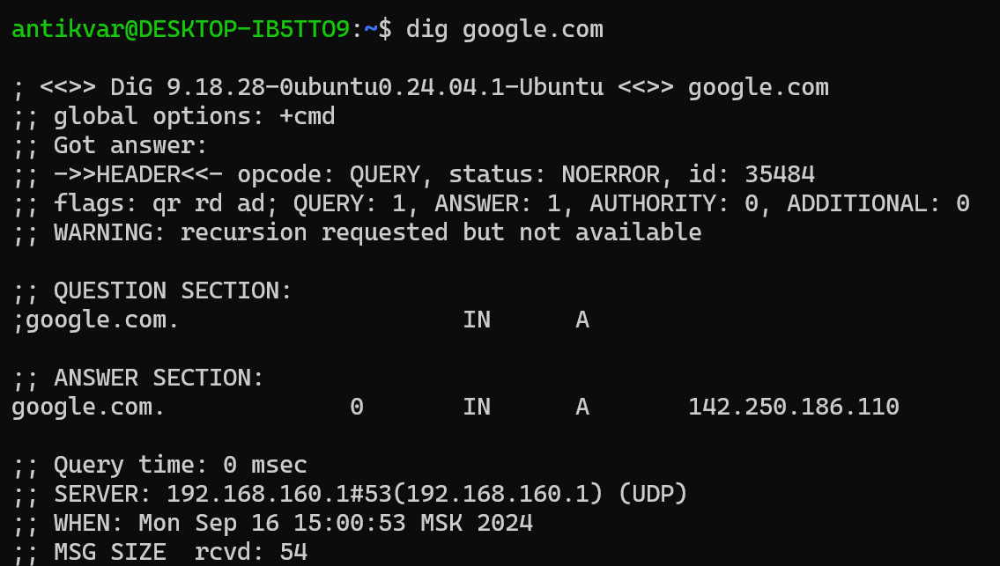 antikvar@DESKTOP-IB5TTO9:~$ dig google.com
; <<>> DiG 9.18.28-0ubuntu0.24.04.1-Ubuntu <<>> google.com
;; global options: +cmd
;; Got answer:
;; ->>HEADER<<- opcode: QUERY, status: NOERROR, id: 35484
;; flags: qr rd ad; QUERY: 1, ANSWER: 1, AUTHORITY: 0, ADDITIONAL: 0
;; WARNING: recursion requested but not available
;; QUESTION SECTION:
;google.com. IN A
;; ANSWER SECTION:
google.com. 0 IN A 142.250.186.110
;; Query time: 0 msec
;; SERVER: 192.168.160.1#53(192.168.160.1) (UDP)
;; WHEN: Mon Sep 16 15:00:53 MSK 2024
;; MSG SIZE rcvd: 54